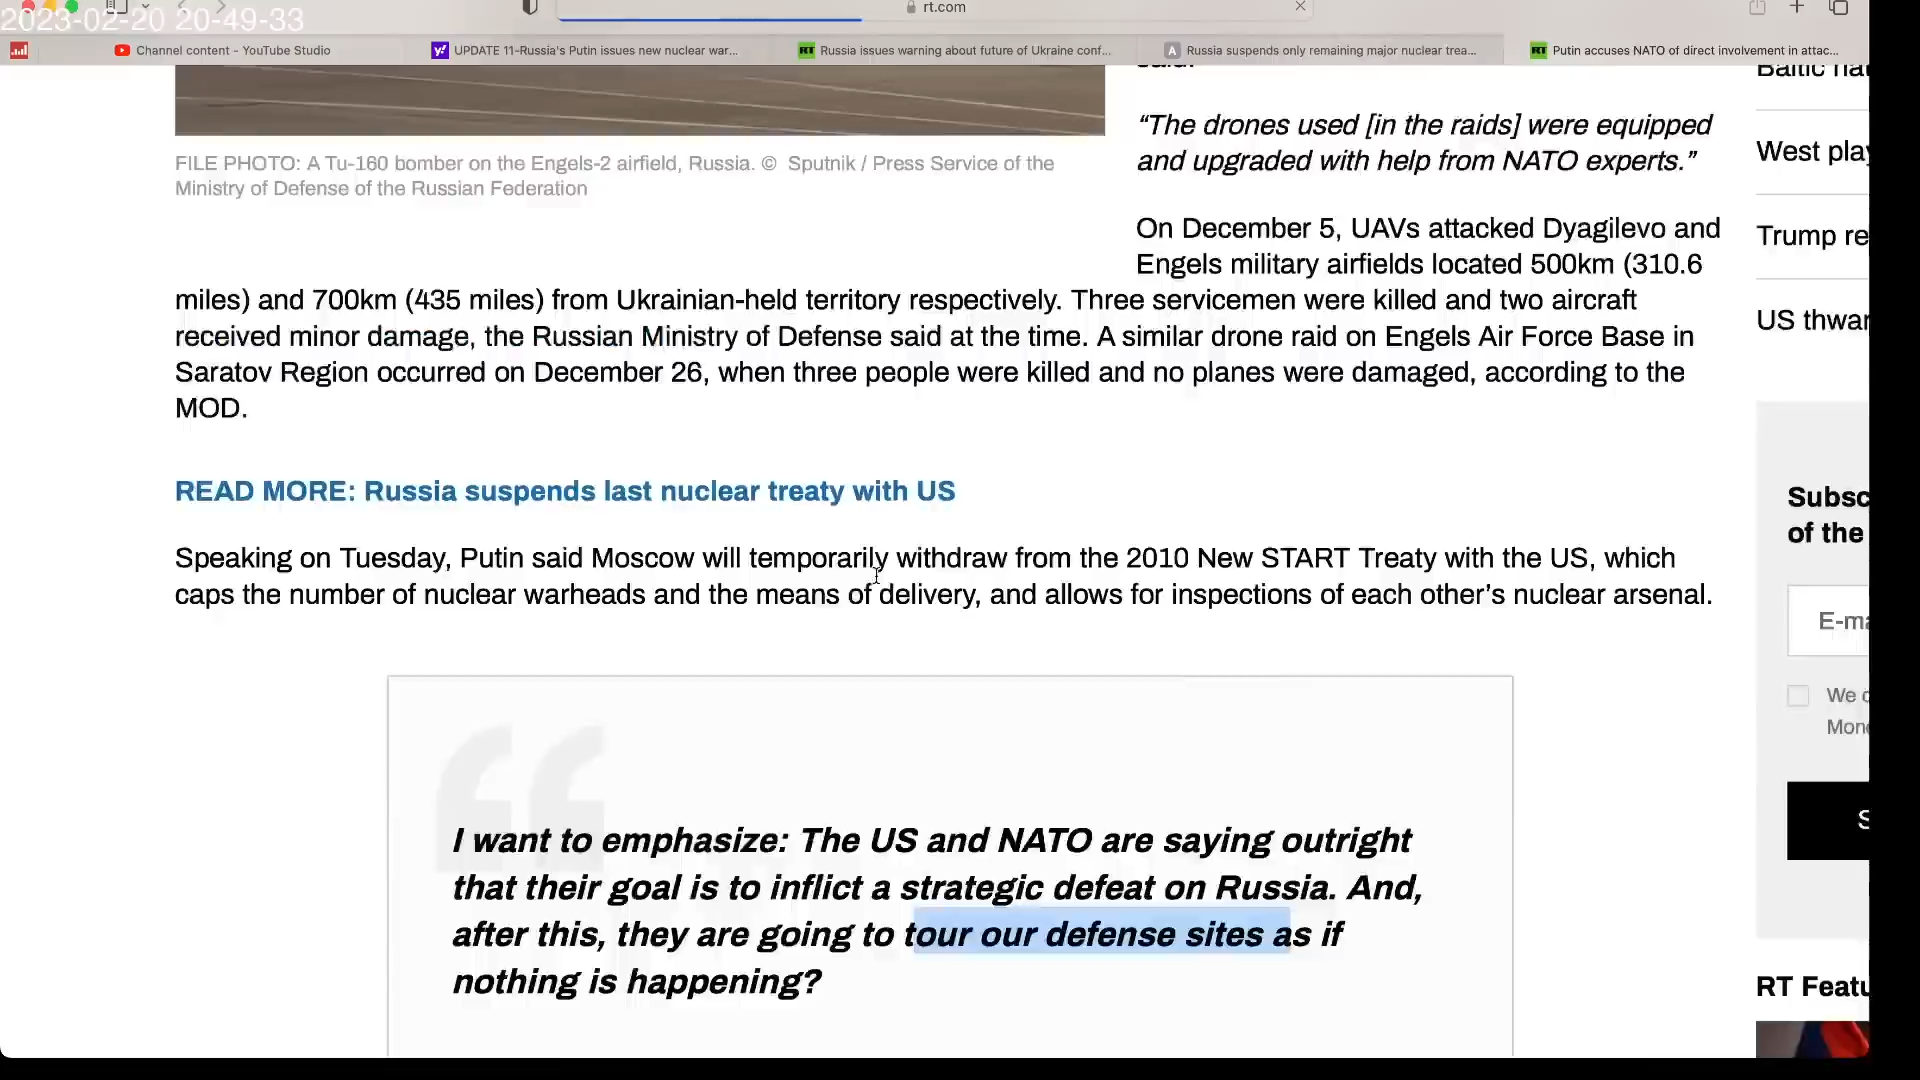 2023-02-20 20-49-33
rt.com
Channel content - YouTube Studio
UPDATE 11-Russia's Putin issues new nuclear war...
Russia issues warning about future of Ukraine conf...
Russia suspends only remaining major nuclear trea...
Putin accuses NATO of direct involvement in attac...
said.
“The drones used [in the raids] were equipped
and upgraded with help from NATO experts.”
FILE PHOTO: A Tu-160 bomber on the Engels-2 airfield, Russia. © Sputnik / Press Service of the
Ministry of Defense of the Russian Federation
On December 5, UAVs attacked Dyagilevo and
Engels military airfields located 500km (310.6
miles) and 700km (435 miles) from Ukrainian-held territory respectively. Three servicemen were killed and two aircraft
received minor damage, the Russian Ministry of Defense said at the time. A similar drone raid on Engels Air Force Base in
Saratov Region occurred on December 26, when three people were killed and no planes were damaged, according to the
MOD.
READ MORE: Russia suspends last nuclear treaty with US
Speaking on Tuesday, Putin said Moscow will temporarily withdraw from the 2010 New START Treaty with the US, which
caps the number of nuclear warheads and the means of delivery, and allows for inspections of each other’s nuclear arsenal.
I want to emphasize: The US and NATO are saying outright
that their goal is to inflict a strategic defeat on Russia. And,
after this, they are going to tour our defense sites as if
nothing is happening?
Baltic nat
West play
Trump re
US thwar
Subsc
of the
E-ma
We c
Mone
S
RT Featu